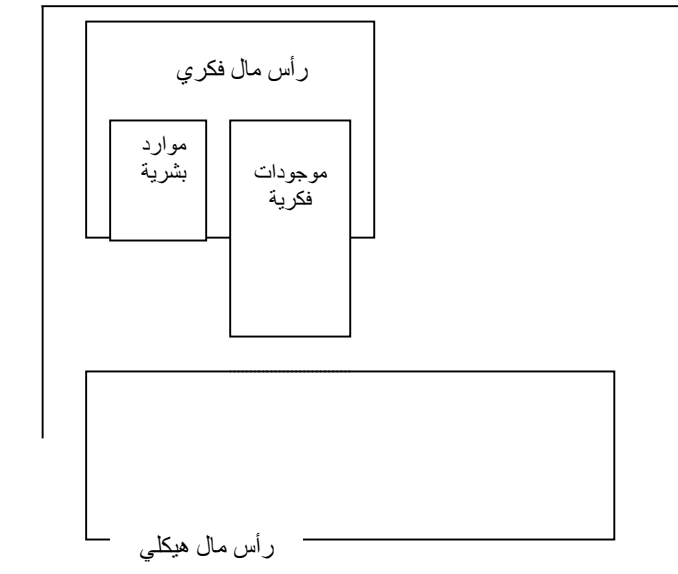 رأس مال فكري
موارد
بشرية
موجودات
فكرية
رأس مال هيكلي